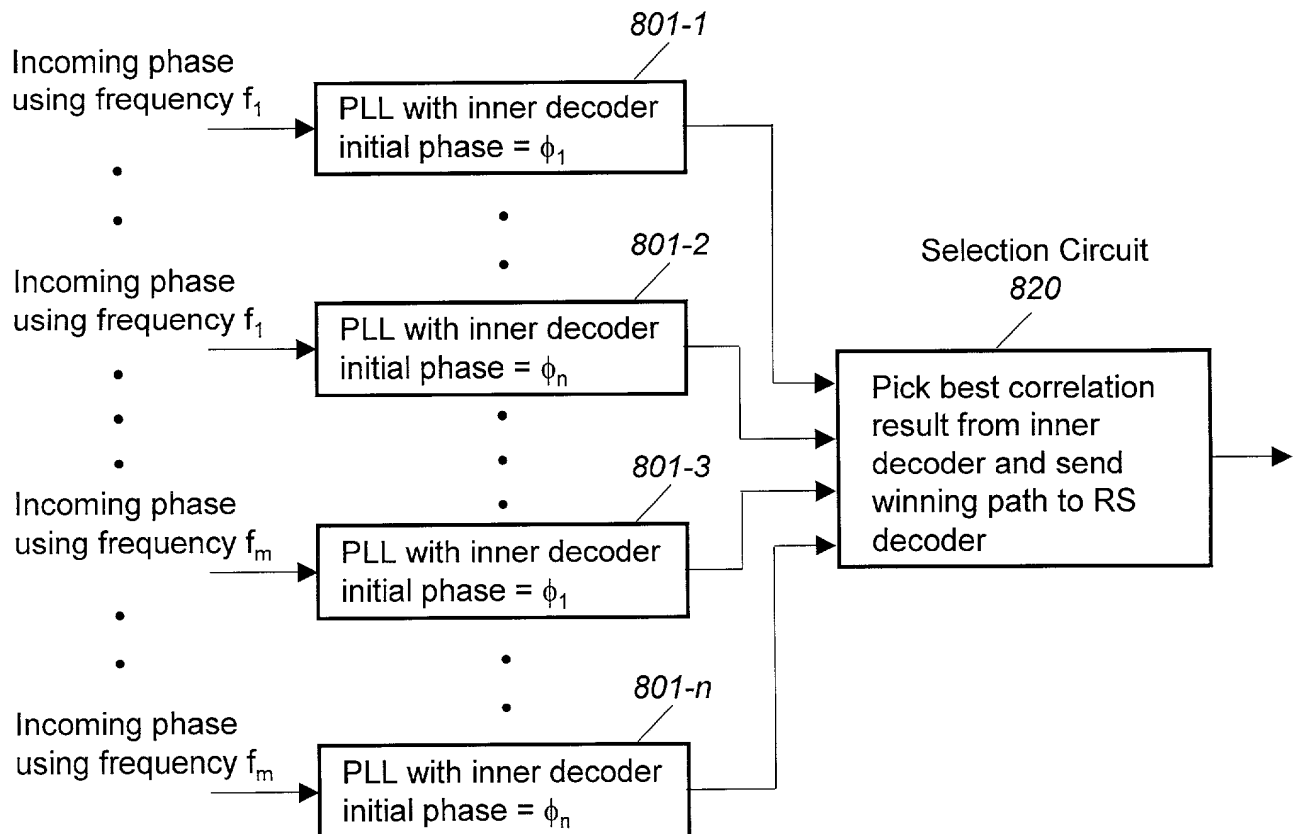 801-1
Incoming phase
using frequency f₁
PLL with inner decoder
initial phase = ϕ₁
801-2
Incoming phase
using frequency f₁
PLL with inner decoder
initial phase = ϕₙ
Selection Circuit
820
Pick best correlation
result from inner
decoder and send
winning path to RS
decoder
801-3
Incoming phase
using frequency fₘ
PLL with inner decoder
initial phase = ϕ₁
801-n
Incoming phase
using frequency fₘ
PLL with inner decoder
initial phase = ϕₙ